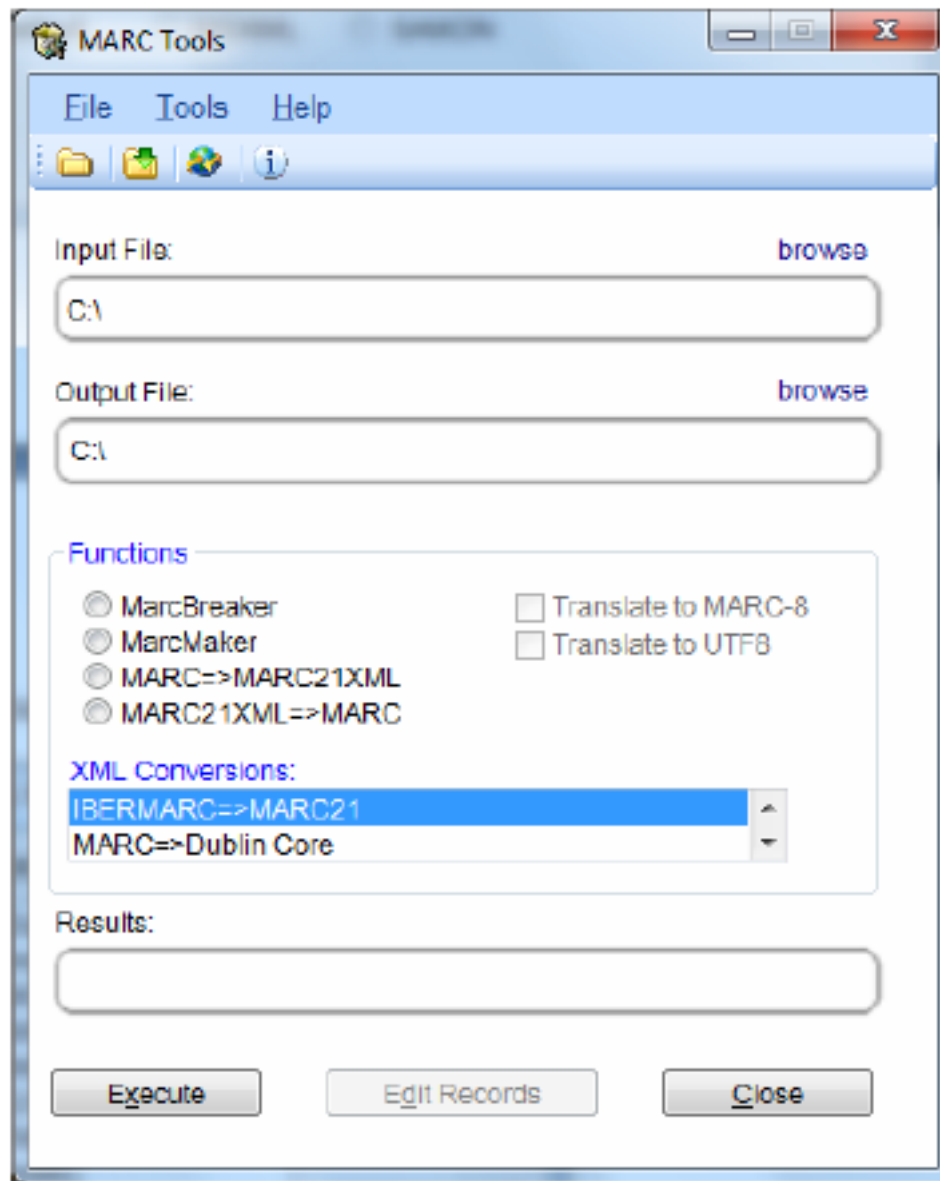 MARC Tools
File Tools Help
Input File: browse
C:\
Output File: browse
C:\
Functions
MarcBreaker Translate to MARC-8
MarcMaker Translate to UTF8
MARC=>MARC21XML
MARC21XML=>MARC
XML Conversions:
IBERMARC=>MARC21
MARC=>Dublin Core
Results:
Execute Edit Records Close